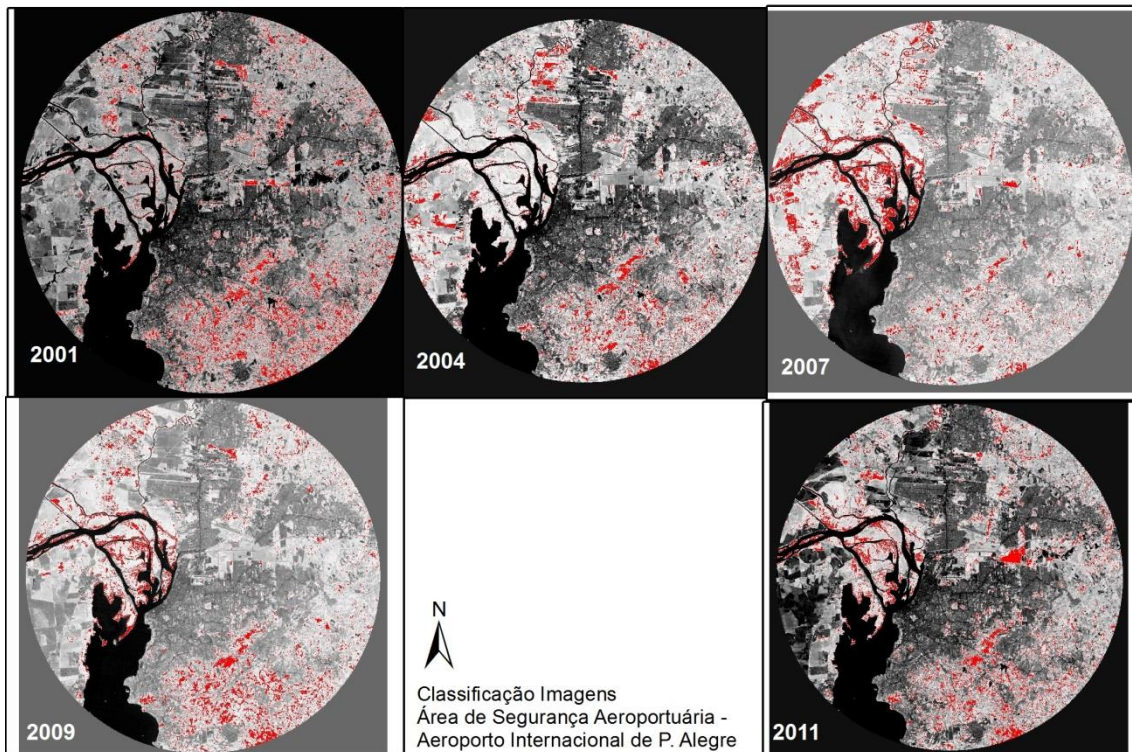 2001
2004
2007
2009
N
Classificação Imagens
Área de Segurança Aeroportuária -
Aeroporto Internacional de P. Alegre
2011